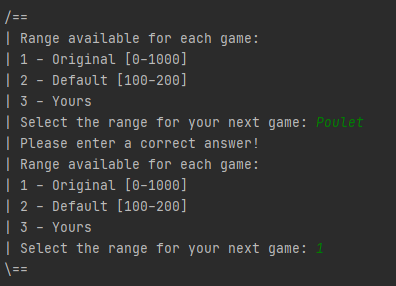 /==
| Range available for each game:
| 1 - Original [0-1000]
| 2 - Default [100-200]
| 3 - Yours
| Select the range for your next game: Poulet
| Please enter a correct answer!
| Range available for each game:
| 1 - Original [0-1000]
| 2 - Default [100-200]
| 3 - Yours
| Select the range for your next game: 1
\==